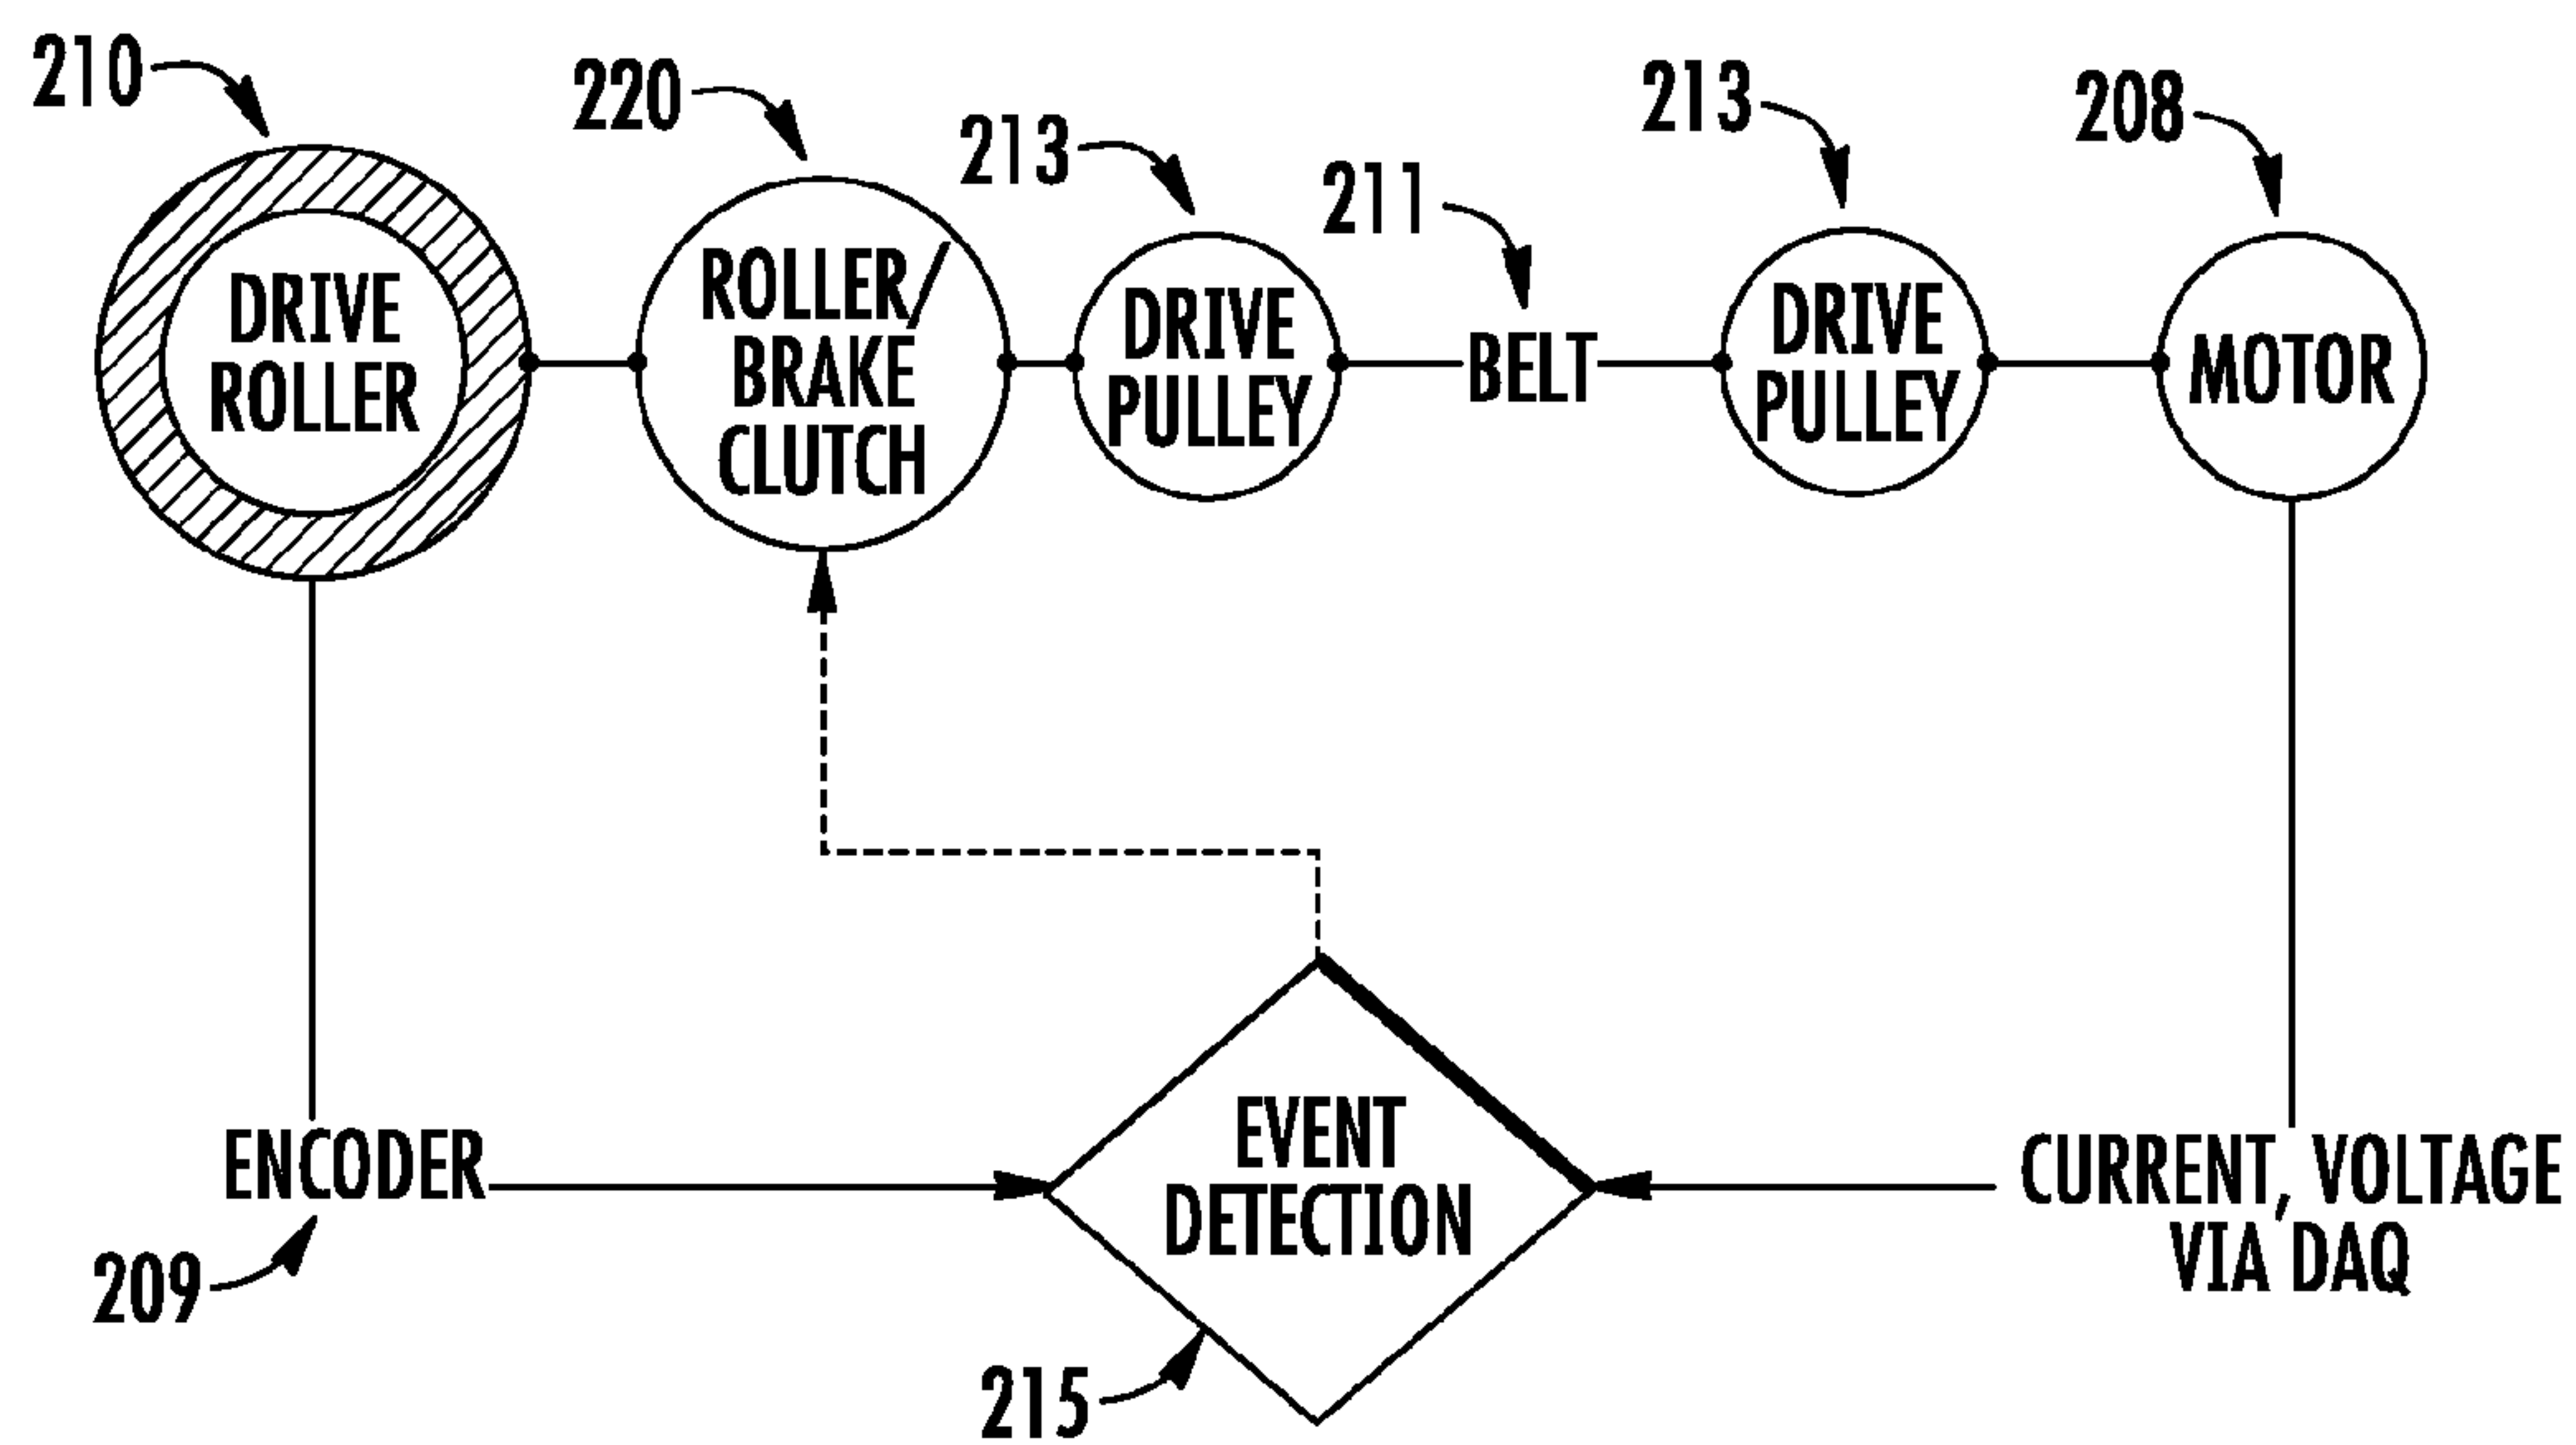 210
220
213
211
213
208
DRIVE
ROLLER
ROLLER/
BRAKE
CLUTCH
DRIVE
PULLEY
BELT
DRIVE
PULLEY
MOTOR
ENCODER
209
EVENT
DETECTION
215
CURRENT, VOLTAGE
VIA DAQ